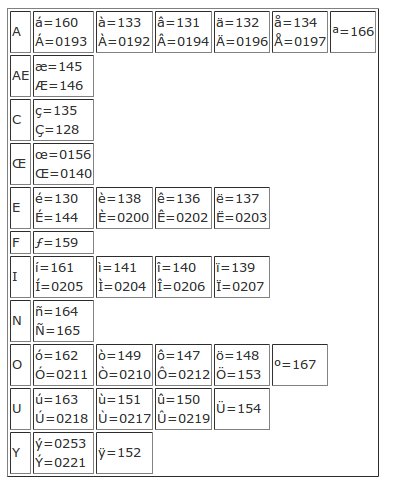 A á=160 à=133 â=131 ä=132 å=134 ª=166
Á=0193 À=0192 Â=0194 Ä=0196 Å=0197
AE æ=145
Æ=146
C ç=135
Ç=128
Œ œ=0156
Œ=0140
E é=130 è=138 ê=136 ë=137
É=144 È=0200 Ê=0202 Ë=0203
F ƒ=159
I í=161 ì=141 î=140 ï=139
Í=0205 Ì=0204 Î=0206 Ï=0207
N ñ=164
Ñ=165
O ó=162 ò=149 ô=147 ö=148 º=167
Ó=0211 Ò=0210 Ô=0212 Ö=153
U ú=163 ù=151 û=150 Ü=154
Ú=0218 Ù=0217 Û=0219
Y ý=0253 ÿ=152
Ý=0221